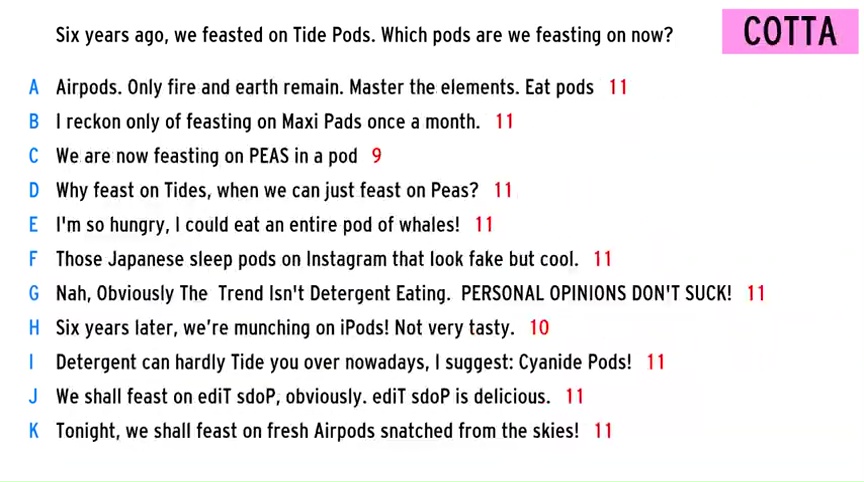 Six years ago, we feasted on Tide Pods. Which pods are we feasting on now?
COTTA
A Airpods. Only fire and earth remain. Master the elements. Eat pods 11
B I reckon only of feasting on Maxi Pads once a month. 11
C We are now feasting on PEAS in a pod 9
D Why feast on Tides, when we can just feast on Peas? 11
E I'm so hungry, I could eat an entire pod of whales! 11
F Those Japanese sleep pods on Instagram that look fake but cool. 11
G Nah, Obviously The Trend Isn't Detergent Eating. PERSONAL OPINIONS DON'T SUCK! 11
H Six years later, we're munching on iPods! Not very tasty. 10
I Detergent can hardly Tide you over nowadays, I suggest: Cyanide Pods! 11
J We shall feast on ediT sdoP, obviously. ediT sdoP is delicious. 11
K Tonight, we shall feast on fresh Airpods snatched from the skies! 11